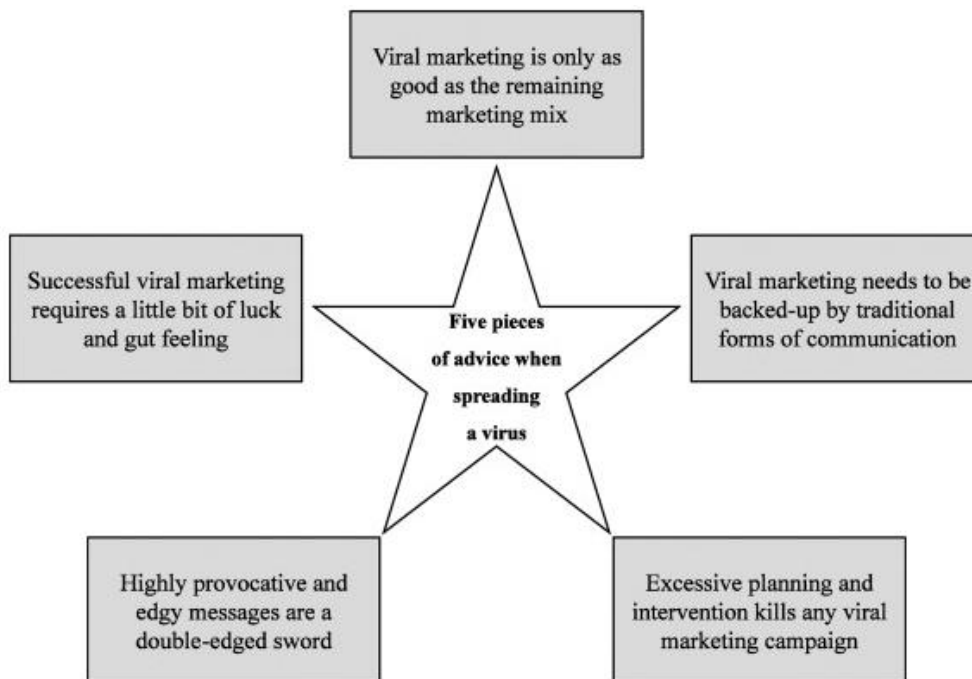 Viral marketing is only as
good as the remaining
marketing mix
Successful viral marketing
requires a little bit of luck
and gut feeling
Viral marketing needs to be
backed-up by traditional
forms of communication
Five pieces
of advice when
spreading
a virus
Highly provocative and
edgy messages are a
double-edged sword
Excessive planning and
intervention kills any viral
marketing campaign